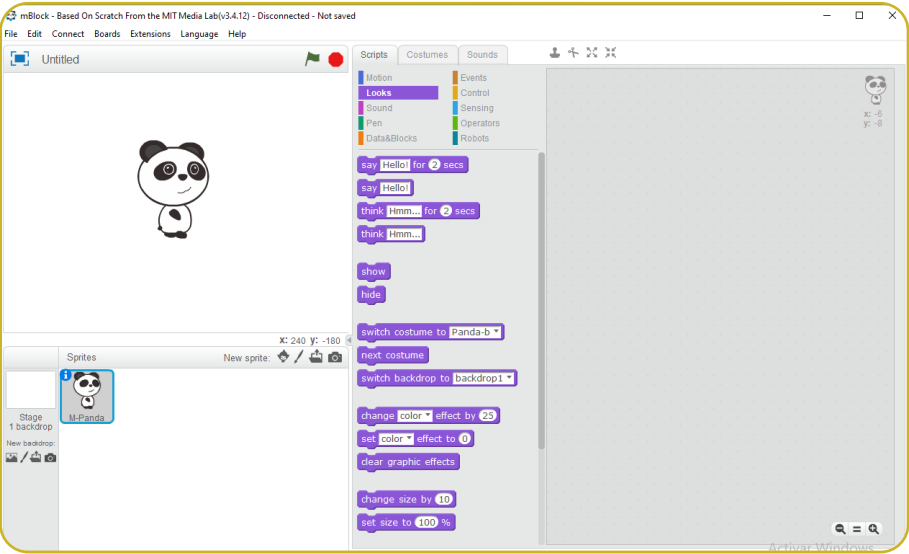 mBlock - Based On Scratch From the MIT Media Lab(v3.4.12) - Disconnected - Not saved
File Edit Connect Boards Extensions Language Help
Untitled
Scripts Costumes Sounds
Motion Events
Looks Control
Sound Sensing
Pen Operators
Data&Blocks Robots
x: -6
y: -8
say Hello! for 2 secs
say Hello!
think Hmm... for 2 secs
think Hmm...
show
hide
switch costume to Panda-b
next costume
switch backdrop to backdrop1
change color effect by 25
set color effect to 0
clear graphic effects
change size by 10
set size to 100 %
x: 240 y: -180
Sprites New sprite:
Stage
1 backdrop
New backdrop:
M-Panda
Activar Windows